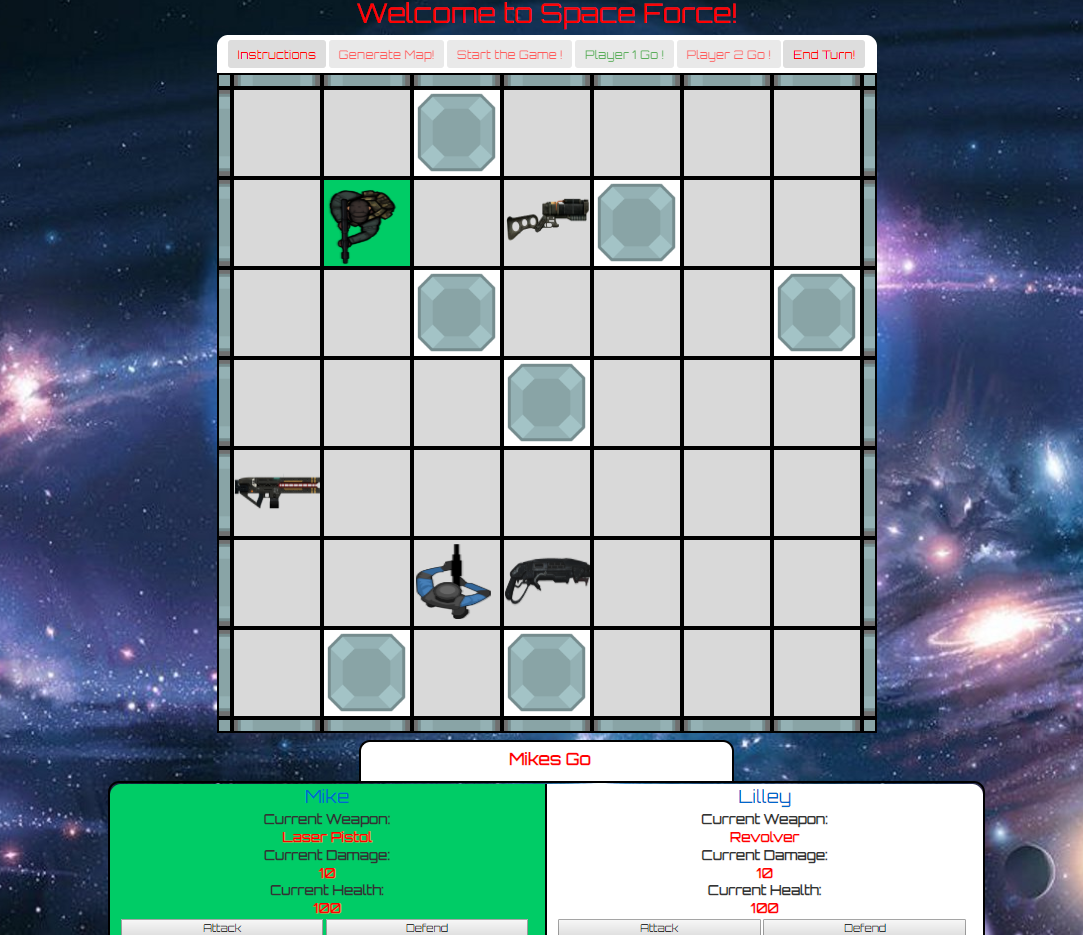 Welcome to Space Force!
Instructions Generate Map! Start the Game ! Player 1 Go ! Player 2 Go ! End Turn!
Mikes Go
Mike Lilley
Current Weapon: Current Weapon:
Laser Pistol Revolver
Current Damage: Current Damage:
10 10
Current Health: Current Health:
100 100
Attack Defend Attack Defend